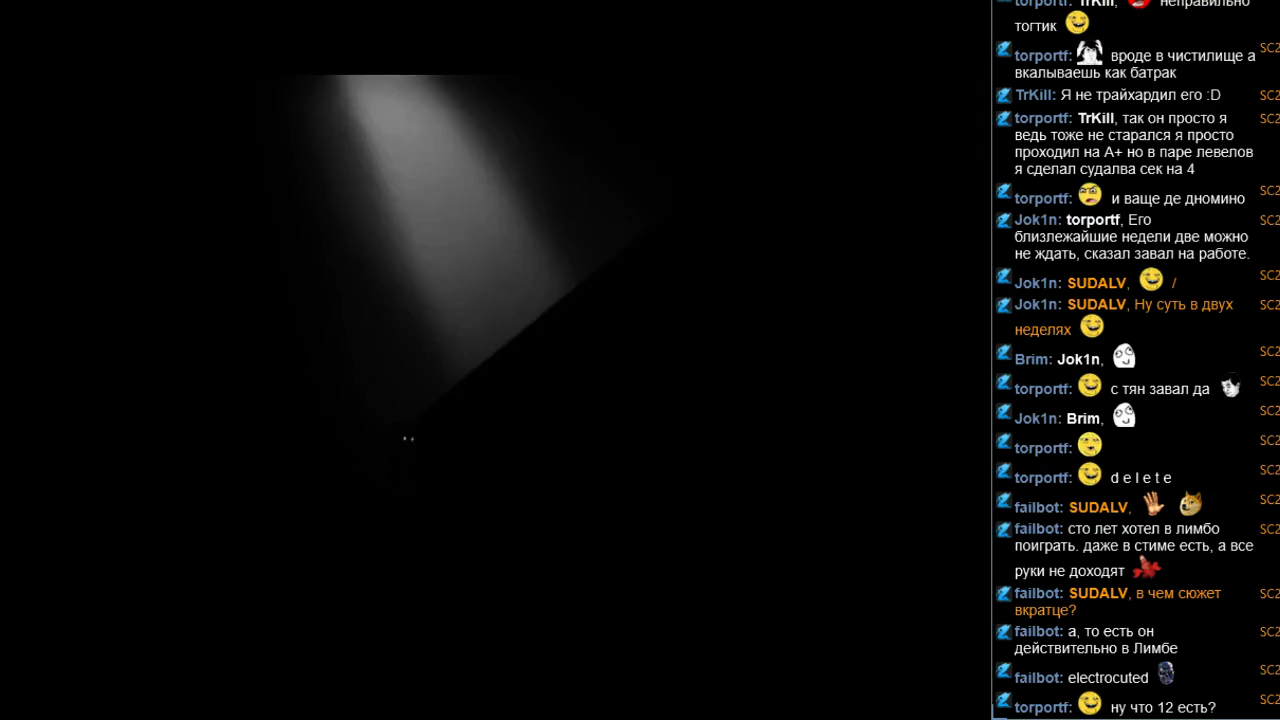 torportf: TrKill, неправильно
тогтик
torportf: вроде в чистилище а
вкалываешь как батрак
TrKill: Я не трайхардил его :D
torportf: TrKill, так он просто я
ведь тоже не старался я просто
проходил на А+ но в паре левелов
я сделал судалва сек на 4
torportf: и ваще де дномино
Jok1n: torportf, Его
близлежайшие недели две можно
не ждать, сказал завал на работе.
Jok1n: SUDALV, /
Jok1n: SUDALV, Ну суть в двух
неделях
Brim: Jok1n,
torportf: с тян завал да
Jok1n: Brim,
torportf:
torportf: d e l e t e
failbot: SUDALV,
failbot: сто лет хотел в лимбо
поиграть. даже в стиме есть, а все
руки не доходят
failbot: SUDALV, в чем сюжет
вкратце?
failbot: а, то есть он
действительно в Лимбе
failbot: electrocuted
torportf: ну что 12 есть?